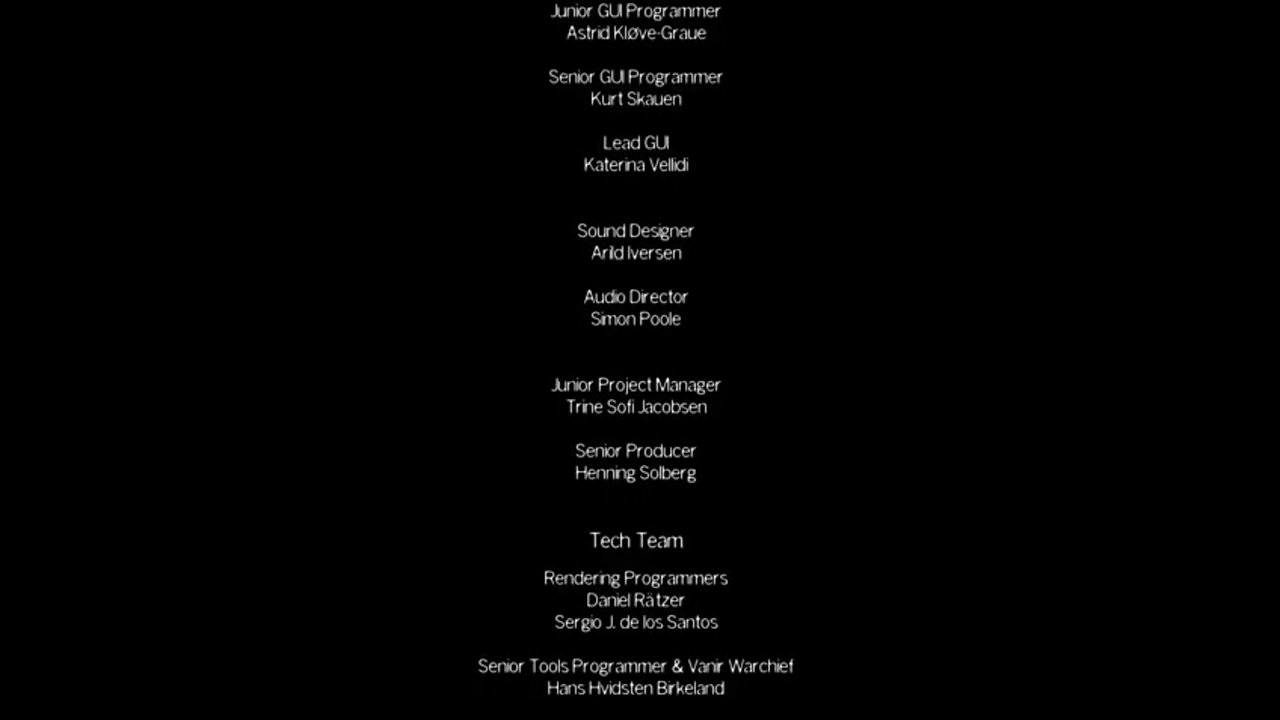 Junior GUI Programmer
Astrid Kløve-Graue
Senior GUI Programmer
Kurt Skauen
Lead GUI
Katerina Vellidi
Sound Designer
Arild Iversen
Audio Director
Simon Poole
Junior Project Manager
Trine Sofi Jacobsen
Senior Producer
Henning Solberg
Tech Team
Rendering Programmers
Daniel Rätzer
Sergio J. de los Santos
Senior Tools Programmer & Vanir Warchief
Hans Hvidsten Birkeland